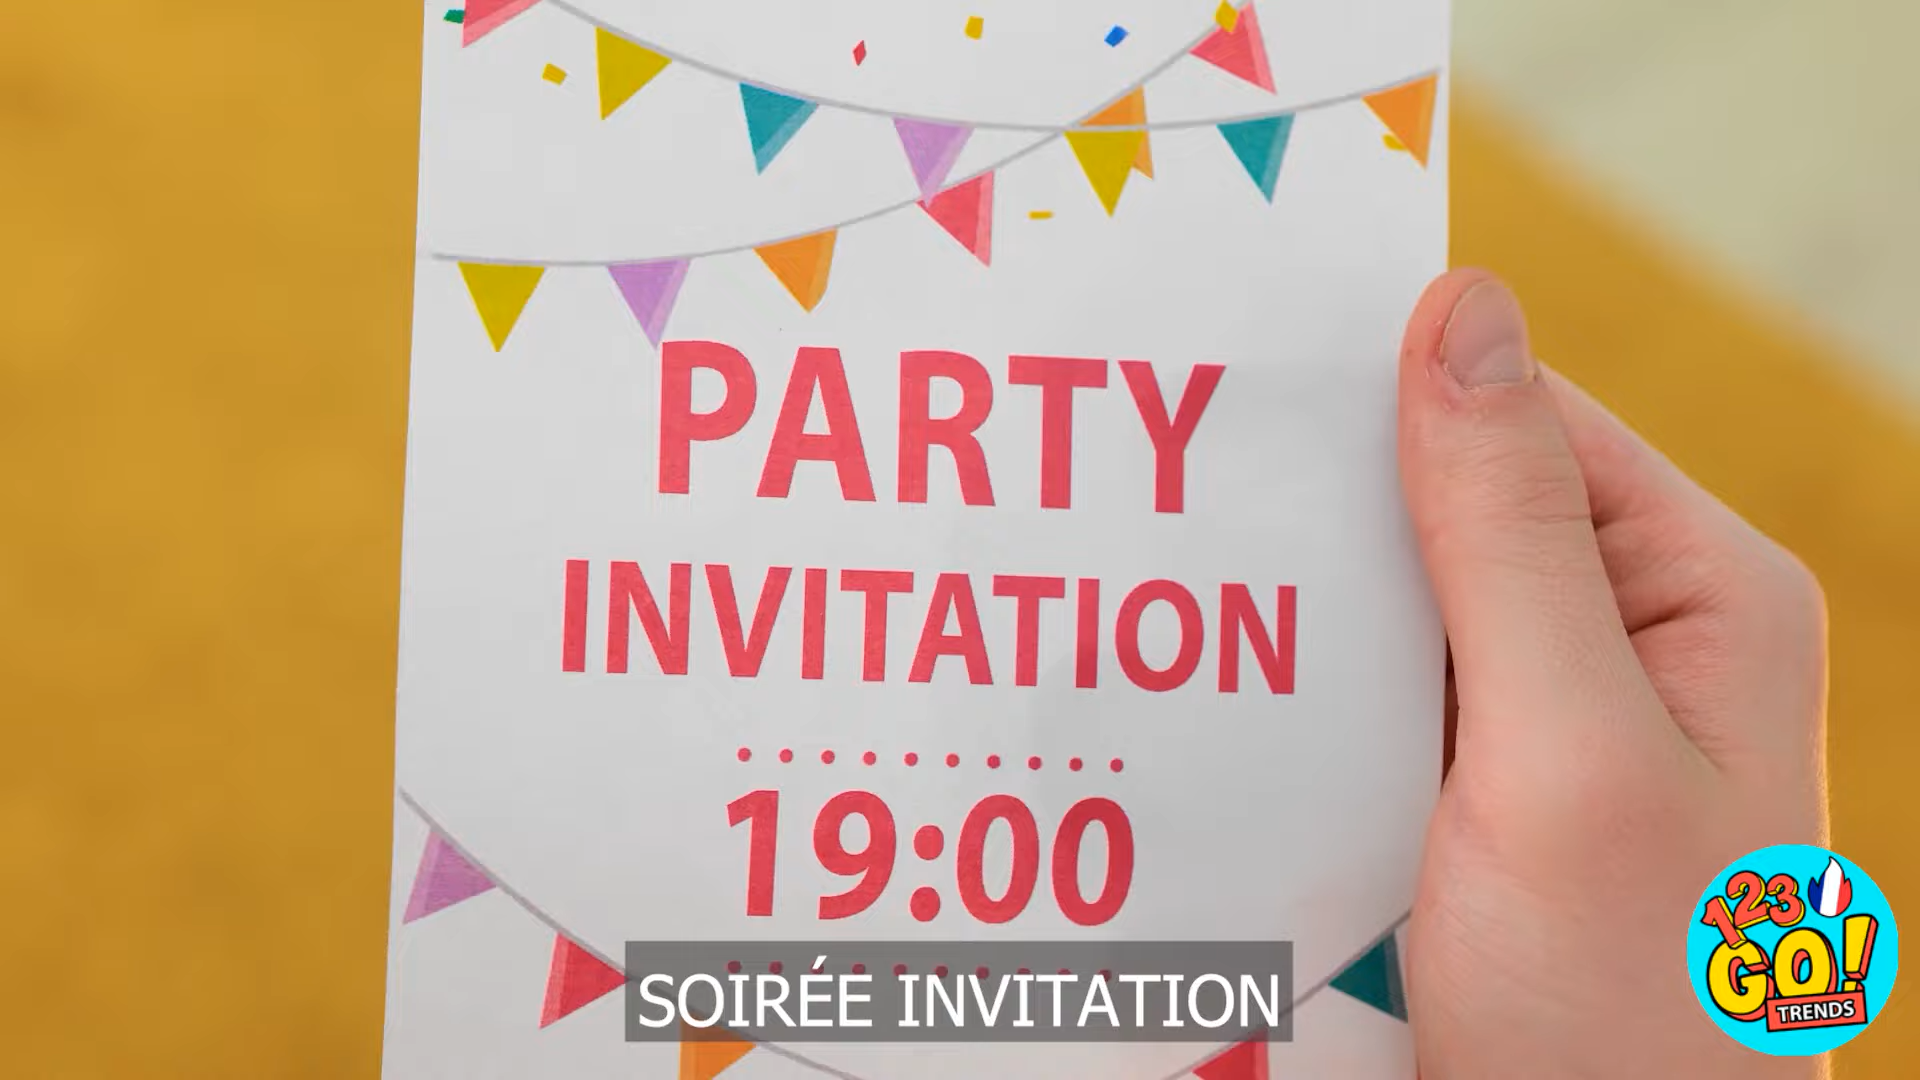 PARTY
INVITATION
19:00
SOIRÉE INVITATION
123
GO!
TRENDS